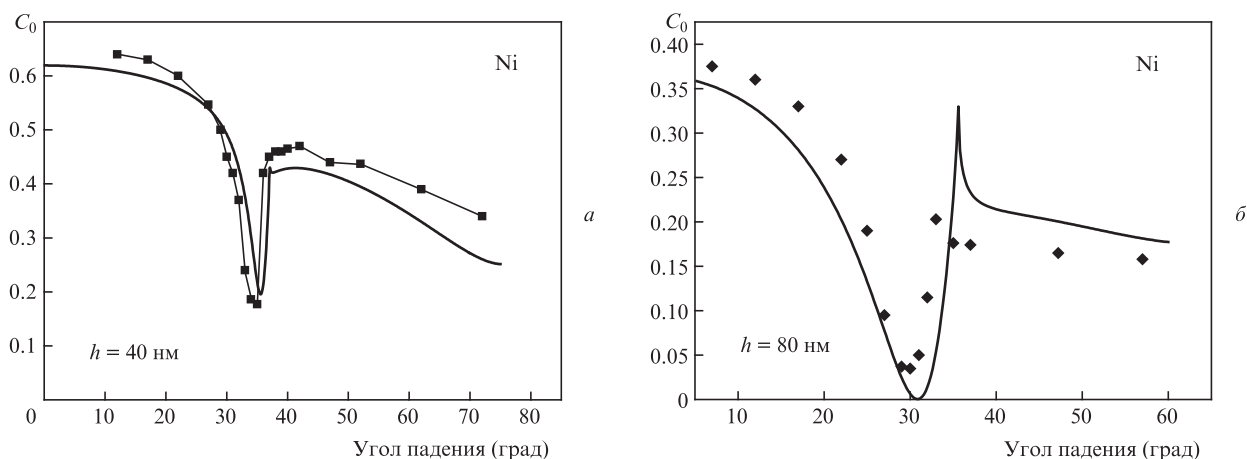 C0
Ni
0.6
0.5
0.4
0.3
0.2
0.1
h = 40 нм
0 10 20 30 40 50 60 70 80
Угол падения (град)
а
C0
Ni
0.40
0.35
0.30
0.25
0.20
0.15
0.10
0.05
0
h = 80 нм
10 20 30 40 50 60
Угол падения (град)
б